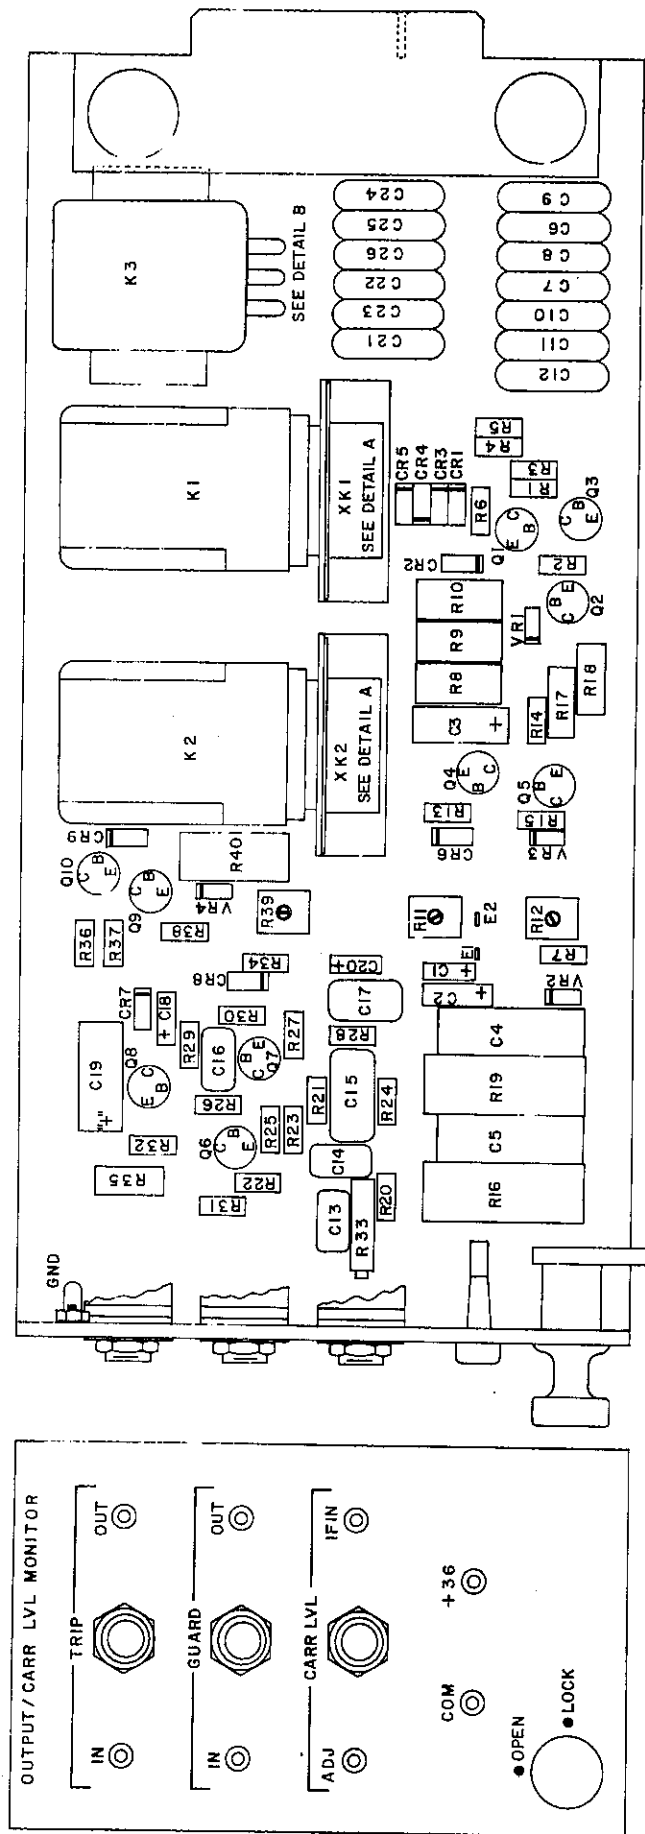 K3
SEE DETAIL B
C24
C25
C26
C22
C23
C21
C9
C6
C8
C7
C10
C11
C12
K1
XK1
SEE DETAIL A
CR5
CR4
CR3
CR1
R5
R4
R3
R1
R6
Q1
E B C
Q3
C B E
CR2
R2
R10
R9
R8
VR1
Q2
C B E
K2
XK2
SEE DETAIL A
C3
+
R14
R17
R18
Q4
E B C
Q5
B C E
R13
R15
CR6
VR3
CR9
Q10
C B E
R40
VR4
Q9
C B E
R36
R37
R38
R39
R11
E2
R12
E1
R7
R34
CR8
C20+
C1 +
C2 +
VR2
CR7
+ C18
R30
C17
R28
R27
C19
"+"
Q8
E B C
R29
C16
Q7
B E C
R26
R21
C15
R24
C4
R19
C5
R16
R25
R23
R32
Q6
C B E
R35
R22
R31
C14
C13
R33
R20
GND
OUTPUT/CARR LVL MONITOR
TRIP
IN
OUT
GUARD
IN
OUT
CARR LVL
ADJ
IFIN
COM
+36
OPEN
LOCK